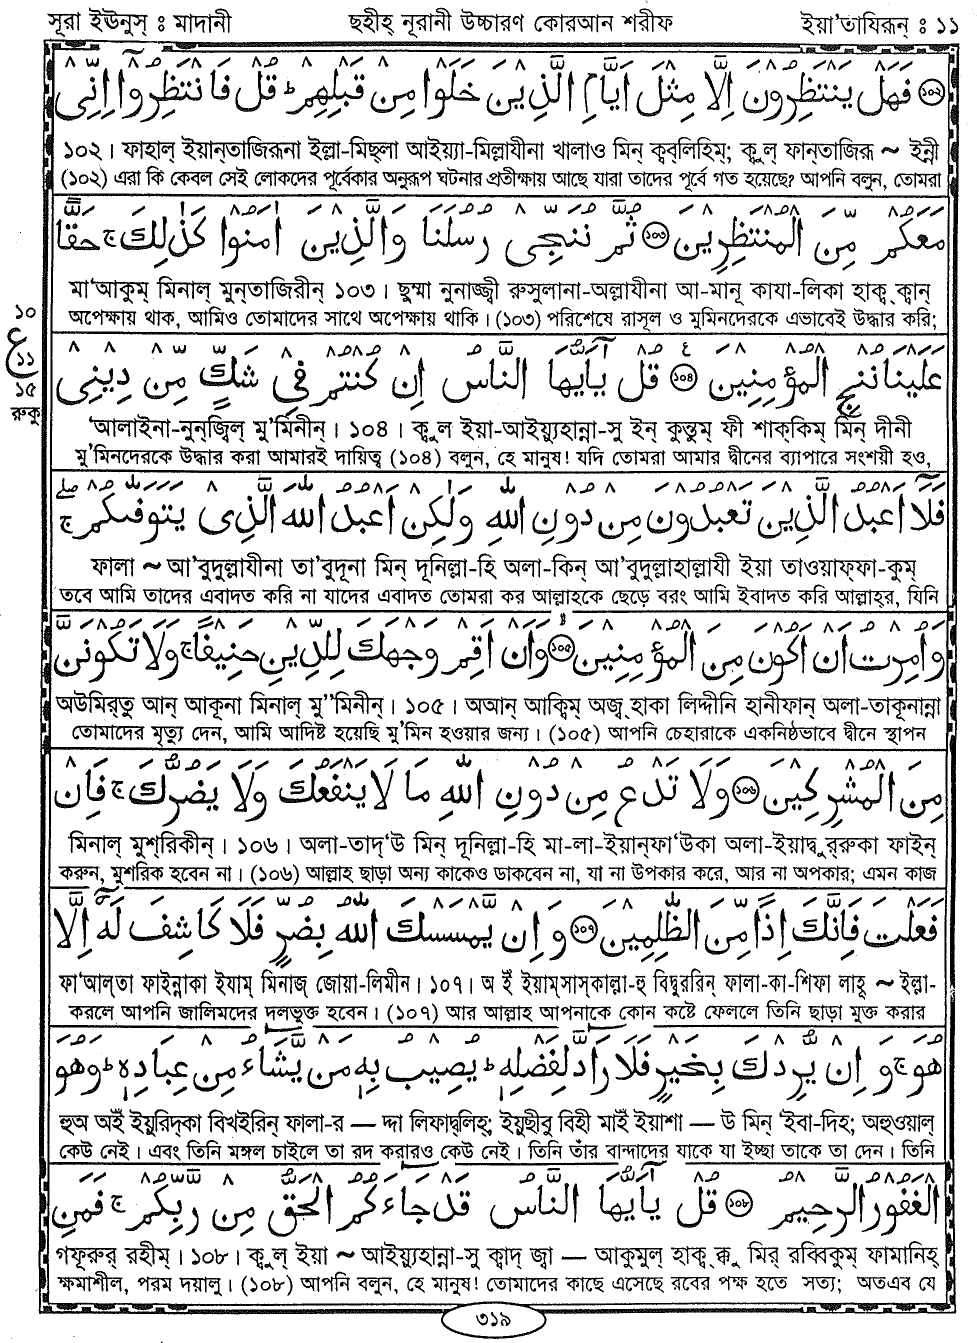 সূরা ইঊনুস্ : মাদানী
ছহীহ্ নূরানী উচ্চারণ কোরআন শরীফ
ইয়া'তাযিরূন্ : ১১
১০২ فَهَلْ يَنْتَظِرُوْنَ اِلَّا مِثْلَ اَيَّامِ الَّذِيْنَ خَلَوْا مِنْ قَبْلِهِمْ ؕ قُلْ فَانْتَظِرُوْۤا اِنِّىْ
১০২। ফাহাল্ ইয়ান্‌তাজিরূনা ইল্লা-মিছ্‌লা আইয়্যা-মিল্লাযীনা খালাও মিন্ ক্বব্‌লিহিম্; ক্বুল্ ফান্‌তাজিরূ ~ ইন্নী
(১০২) এরা কি কেবল সেই লোকদের পূর্বেকার অনুরূপ ঘটনার প্রতীক্ষায় আছে যারা তাদের পূর্বে গত হয়েছে? আপনি বলুন, তোমরা
مَعَكُمْ مِّنَ الْمُنْتَظِرِيْنَ ১০৩ ثُمَّ نُنَجِّىْ رُسُلَنَا وَالَّذِيْنَ اٰمَنُوْا كَذٰلِكَ ۚ حَقًّا
মা'আকুম্ মিনাল্ মুন্‌তাজিরীন্ ১০৩। ছুম্মা নুনাজ্জ্বী রুসুলানা-অল্লাযীনা আ-মানূ কাযা-লিকা হাক্ব্ ক্বান্
অপেক্ষায় থাক, আমিও তোমাদের সাথে অপেক্ষায় থাকি। (১০৩) পরিশেষে রাসূল ও মুমিনদেরকে এভাবেই উদ্ধার করি;
১০
ع
১১
১৫
রুকু
عَلَيْنَا نُنْجِ الْمُؤْمِنِيْنَ ১০৪ قُلْ يٰۤاَيُّهَا النَّاسُ اِنْ كُنْتُمْ فِىْ شَكٍّ مِّنْ دِيْنِىْ
'আলাইনা-নুন্‌জ্বিল্ মু'মিনীন্। ১০৪। ক্বুল ইয়া-আইয়্যুহান্না-সু ইন্ কুন্তুম্ ফী শাক্‌কিম্ মিন্ দীনী
মু'মিনদেরকে উদ্ধার করা আমারই দায়িত্ব (১০৪) বলুন, হে মানুষ! যদি তোমরা আমার দ্বীনের ব্যাপারে সংশয়ী হও,
فَلَاۤ اَعْبُدُ الَّذِيْنَ تَعْبُدُوْنَ مِنْ دُوْنِ اللّٰهِ وَلٰكِنْ اَعْبُدُ اللّٰهَ الَّذِىْ يَتَوَفّٰىكُمْ ۖۚ
ফালা ~ আ'বুদুল্লাযীনা তা'বুদূনা মিন্ দূনিল্লা-হি অলা-কিন্ আ'বুদুল্লাহাল্লাযী ইয়া তাওয়াফ্‌ফা-কুম্
তবে আমি তাদের এবাদত করি না যাদের এবাদত তোমরা কর আল্লাহকে ছেড়ে বরং আমি ইবাদত করি আল্লাহ্‌র, যিনি
وَاُمِرْتُ اَنْ اَكُوْنَ مِنَ الْمُؤْمِنِيْنَ ১০৫ وَاَنْ اَقِمْ وَجْهَكَ لِلدِّيْنِ حَنِيْفًا ۚ وَلَا تَكُوْنَنَّ
অউমির্‌তু আন্ আকূনা মিনাল্ মু"মিনীন্। ১০৫। অআন্ আক্বিম্ অজ্ব্ হাকা লিদ্দীনি হানীফান্ অলা-তাকূনান্না
তোমাদের মৃত্যু দেন, আমি আদিষ্ট হয়েছি মু'মিন হওয়ার জন্য। (১০৫) আপনি চেহারাকে একনিষ্ঠভাবে দ্বীনে স্থাপন
مِنَ الْمُشْرِكِيْنَ ১০৬ وَلَا تَدْعُ مِنْ دُوْنِ اللّٰهِ مَا لَا يَنْفَعُكَ وَلَا يَضُرُّكَ ۚ فَاِنْ
মিনাল্ মুশ্‌রিকীন্। ১০৬। অলা-তাদ্'উ মিন্ দূনিল্লা-হি মা-লা-ইয়ান্‌ফা'উকা অলা-ইয়াদ্বুর্‌রুকা ফাইন্
করুন, মুশরিক হবেন না। (১০৬) আল্লাহ ছাড়া অন্য কাকেও ডাকবেন না, যা না উপকার করে, আর না অপকার; এমন কাজ
فَعَلْتَ فَاِنَّكَ اِذًا مِّنَ الظّٰلِمِيْنَ ১০৭ وَاِنْ يَّمْسَسْكَ اللّٰهُ بِضُرٍّ فَلَا كَاشِفَ لَهٗۤ اِلَّا
ফা'আল্‌তা ফাইন্নাকা ইযাম্ মিনাজ্ জোয়া-লিমীন। ১০৭। অ ইঁ ইয়াম্‌সাস্‌কাল্লা-হু বিদ্বুররিন্ ফালা-কা-শিফা লাহূ ~ ইল্লা-
করলে আপনি জালিমদের দলভুক্ত হবেন। (১০৭) আর আল্লাহ আপনাকে কোন কষ্টে ফেললে তিনি ছাড়া মুক্ত করার
هُوَ ۚ وَاِنْ يُّرِدْكَ بِخَيْرٍ فَلَا رَآدَّ لِفَضْلِهٖ ؕ يُصِيْبُ بِهٖ مَنْ يَّشَآءُ مِنْ عِبَادِهٖ ؕ وَهُوَ
হুঅ অইঁ ইয়ুরিদ্‌কা বিখইরিন্ ফালা-র — দ্দা লিফাদ্বলিহ্; ইয়ুছীবু বিহী মাইঁ ইয়াশা — উ মিন্ 'ইবা-দিহ্; অহুওয়াল্
কেউ নেই। এবং তিনি মঙ্গল চাইলে তা রদ করারও কেউ নেই। তিনি তাঁর বান্দাদের যাকে যা ইচ্ছা তাকে তা দেন। তিনি
الْغَفُوْرُ الرَّحِيْمُ ১০৮ قُلْ يٰۤاَيُّهَا النَّاسُ قَدْ جَآءَكُمُ الْحَقُّ مِنْ رَّبِّكُمْ ۚ فَمَنِ
গফূরুর্ রহীম্। ১০৮। ক্বুল্ ইয়া ~ আইয়্যুহান্না-সু ক্বাদ্ জ্বা — আকুমুল্ হাক্ব্ ক্বু মির্ রব্বিকুম্ ফামানিহ্
ক্ষমাশীল, পরম দয়ালু। (১০৮) আপনি বলুন, হে মানুষ! তোমাদের কাছে এসেছে রবের পক্ষ হতে সত্য; অতএব যে
৩১৯